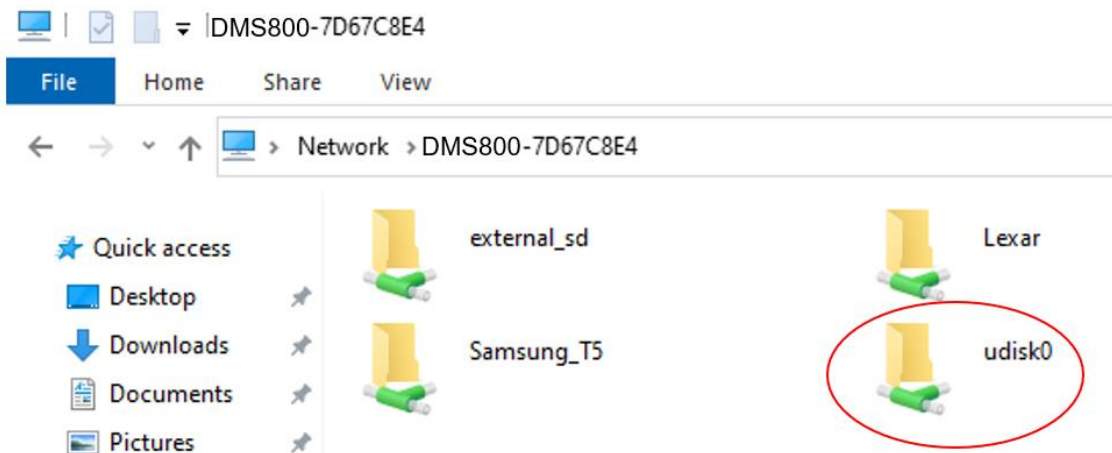 DMS800-7D67C8E4
File Home Share View
Network > DMS800-7D67C8E4
Quick access
Desktop
Downloads
Documents
Pictures
external_sd
Lexar
Samsung_T5
udisk0